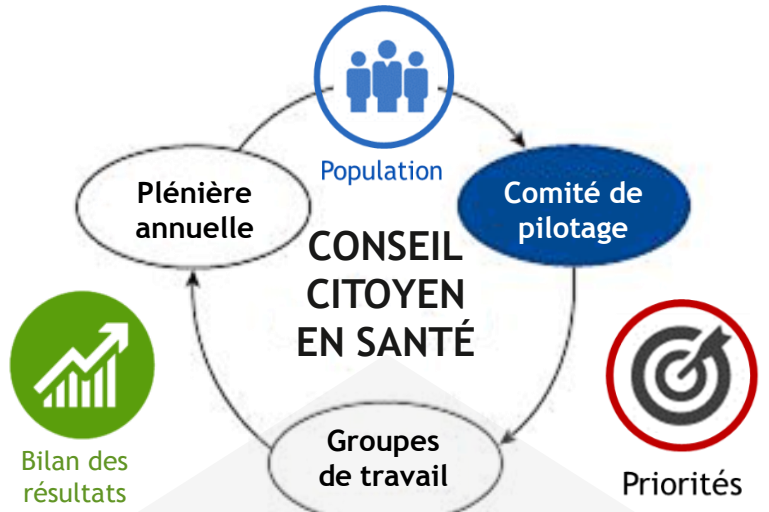 Population
Plénière
annuelle
Comité de
pilotage
CONSEIL
CITOYEN
EN SANTÉ
Bilan des
résultats
Groupes
de travail
Priorités